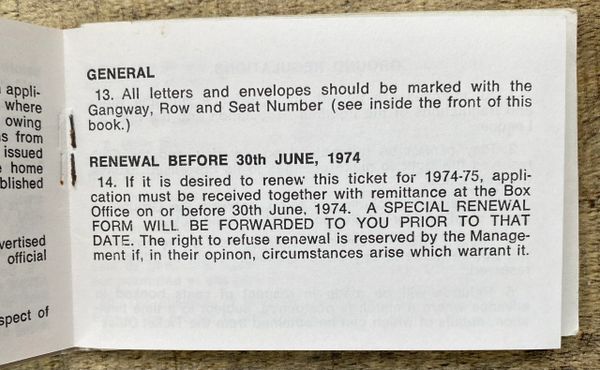 appli-
where
owing
s from
issued
home
blished
vertised
official
spect of
GENERAL
13. All letters and envelopes should be marked with the
Gangway, Row and Seat Number (see inside the front of this
book.)
RENEWAL BEFORE 30th JUNE, 1974
14. If it is desired to renew this ticket for 1974-75, appli-
cation must be received together with remittance at the Box
Office on or before 30th June, 1974. A SPECIAL RENEWAL
FORM WILL BE FORWARDED TO YOU PRIOR TO THAT
DATE. The right to refuse renewal is reserved by the Manage-
ment if, in their opinon, circumstances arise which warrant it.